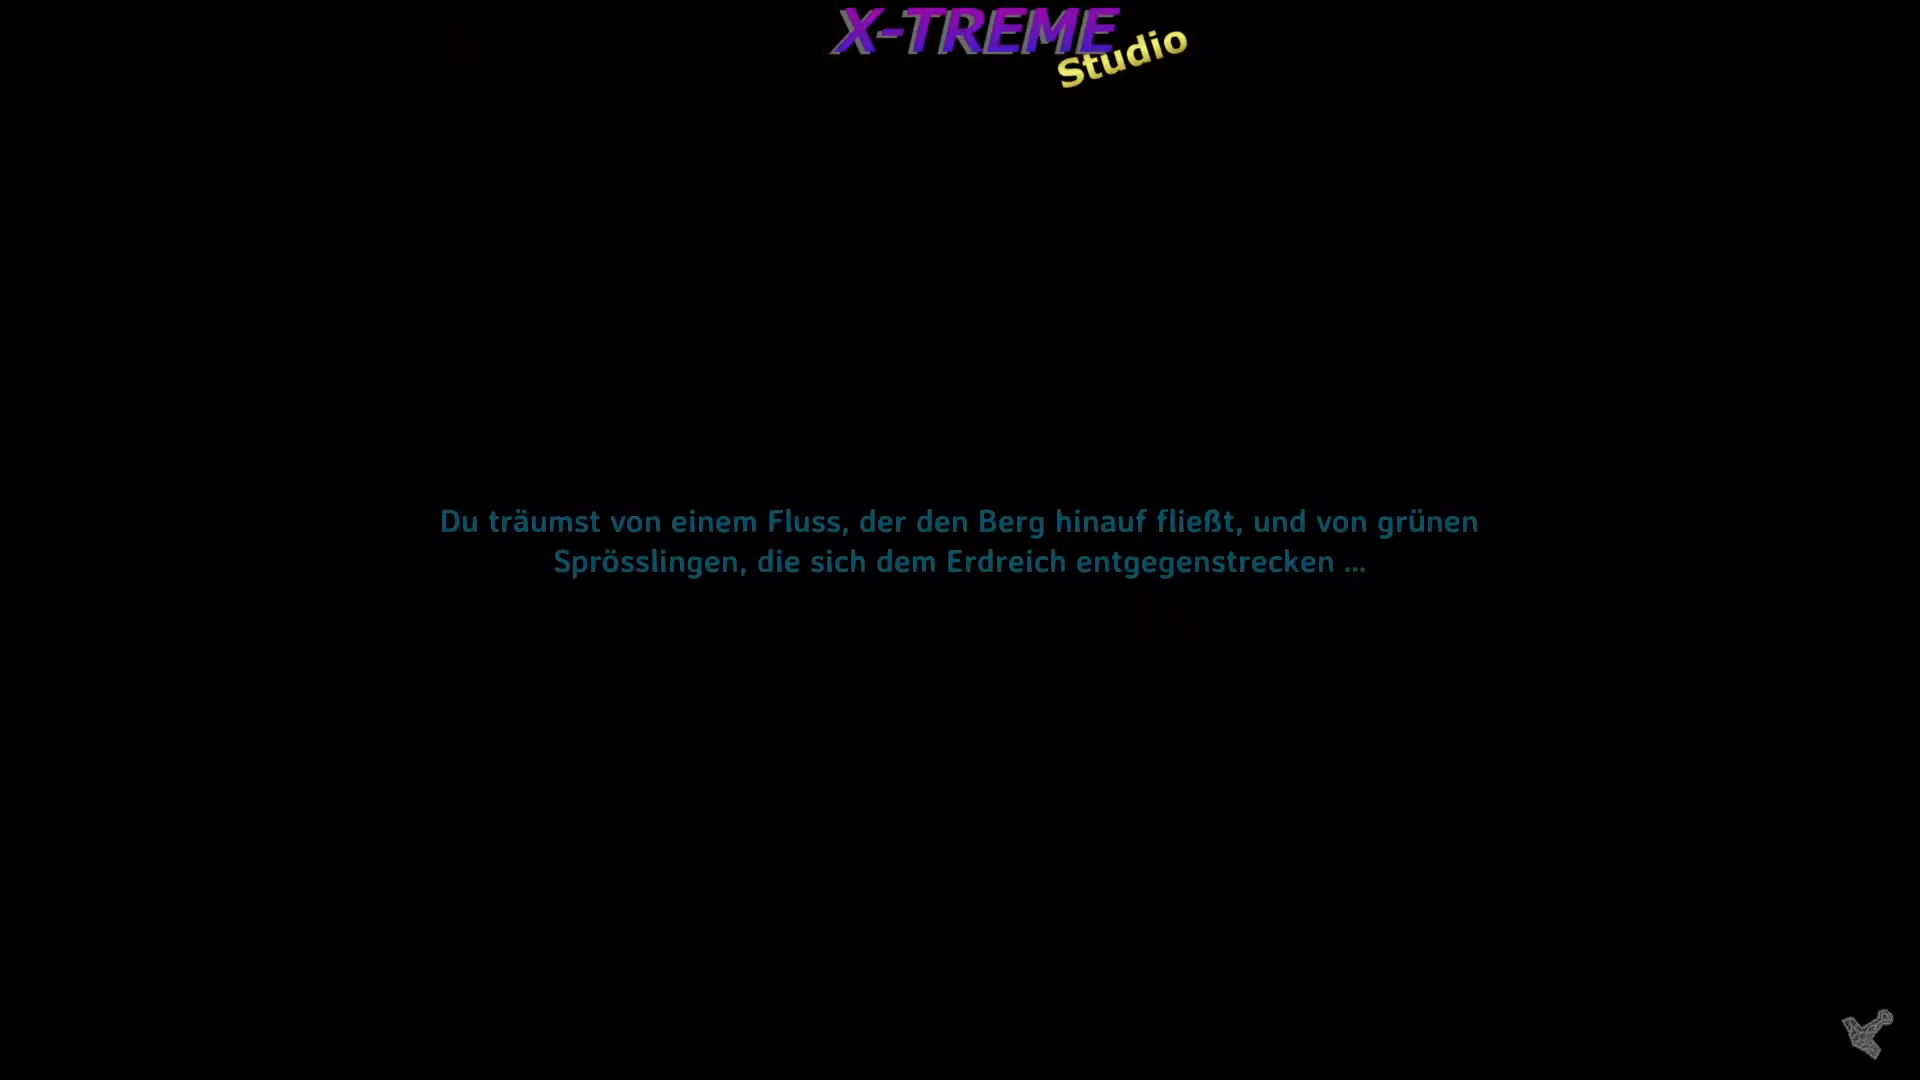 X-TREME
Studio
Du träumst von einem Fluss, der den Berg hinauf fließt, und von grünen
Sprösslingen, die sich dem Erdreich entgegenstrecken ...